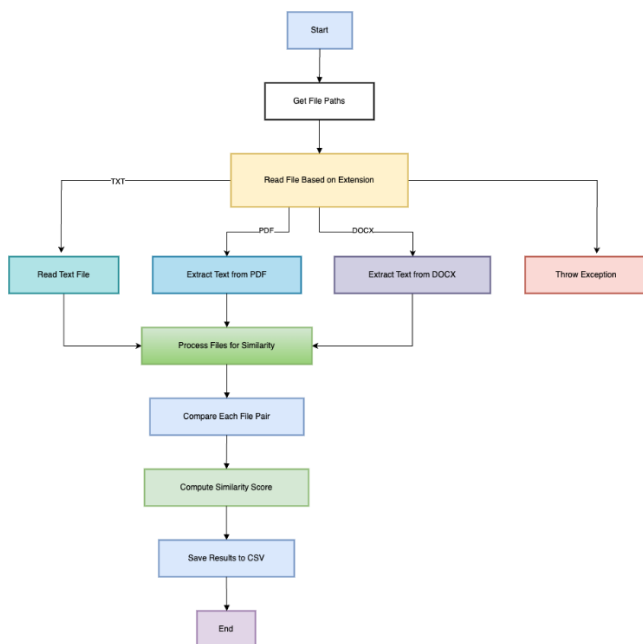 Start
Get File Paths
Read File Based on Extension
TXT
PDF
DOCX
Read Text File
Extract Text from PDF
Extract Text from DOCX
Throw Exception
Process Files for Similarity
Compare Each File Pair
Compute Similarity Score
Save Results to CSV
End